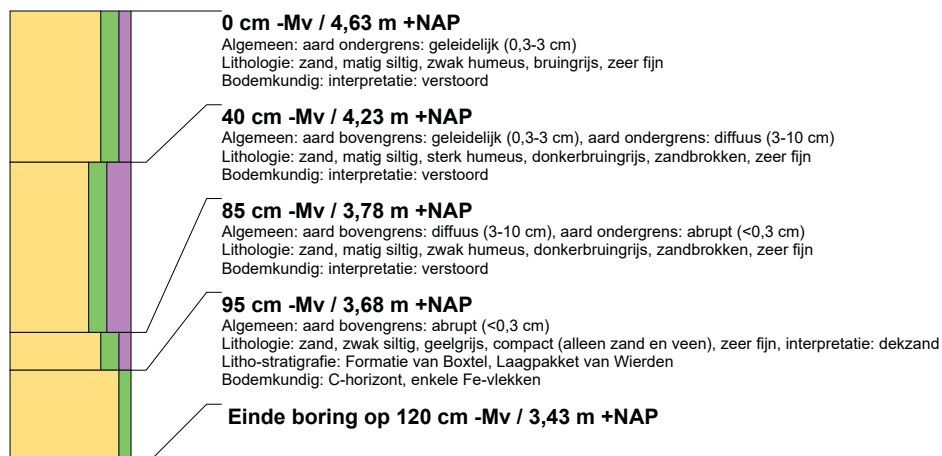 0 cm -Mv / 4,63 m +NAP
Algemeen: aard ondergrens: geleidelijk (0,3-3 cm)
Lithologie: zand, matig siltig, zwak humeus, bruingrijs, zeer fijn
Bodemkundig: interpretatie: verstoord
40 cm -Mv / 4,23 m +NAP
Algemeen: aard bovengrens: geleidelijk (0,3-3 cm), aard ondergrens: diffuus (3-10 cm)
Lithologie: zand, matig siltig, sterk humeus, donkerbruingrijs, zandbrokken, zeer fijn
Bodemkundig: interpretatie: verstoord
85 cm -Mv / 3,78 m +NAP
Algemeen: aard bovengrens: diffuus (3-10 cm), aard ondergrens: abrupt (<0,3 cm)
Lithologie: zand, matig siltig, zwak humeus, donkerbruingrijs, zandbrokken, zeer fijn
Bodemkundig: interpretatie: verstoord
95 cm -Mv / 3,68 m +NAP
Algemeen: aard bovengrens: abrupt (<0,3 cm)
Lithologie: zand, zwak siltig, geelgrijs, compact (alleen zand en veen), zeer fijn, interpretatie: dekzand
Litho-stratigrafie: Formatie van Boxtel, Laagpakket van Wierden
Bodemkundig: C-horizont, enkele Fe-vlekken
Einde boring op 120 cm -Mv / 3,43 m +NAP